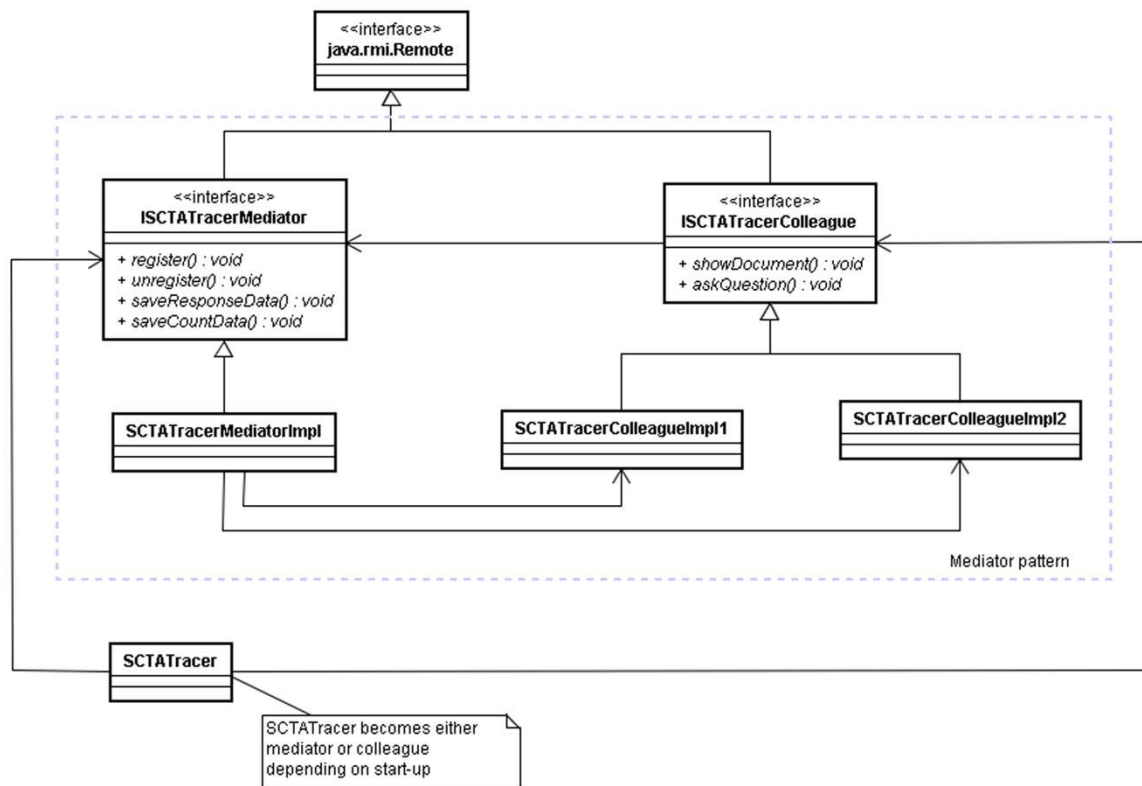 <<interface>>
java.rmi.Remote
<<interface>>
ISCTATracerMediator
+ register() : void
+ unregister() : void
+ saveResponseData() : void
+ saveCountData() : void
<<interface>>
ISCTATracerColleague
+ showDocument() : void
+ askQuestion() : void
SCTATracerMediatorImpl
SCTATracerColleagueImpl1
SCTATracerColleagueImpl2
Mediator pattern
SCTATracer
SCTATracer becomes either
mediator or colleague
depending on start-up